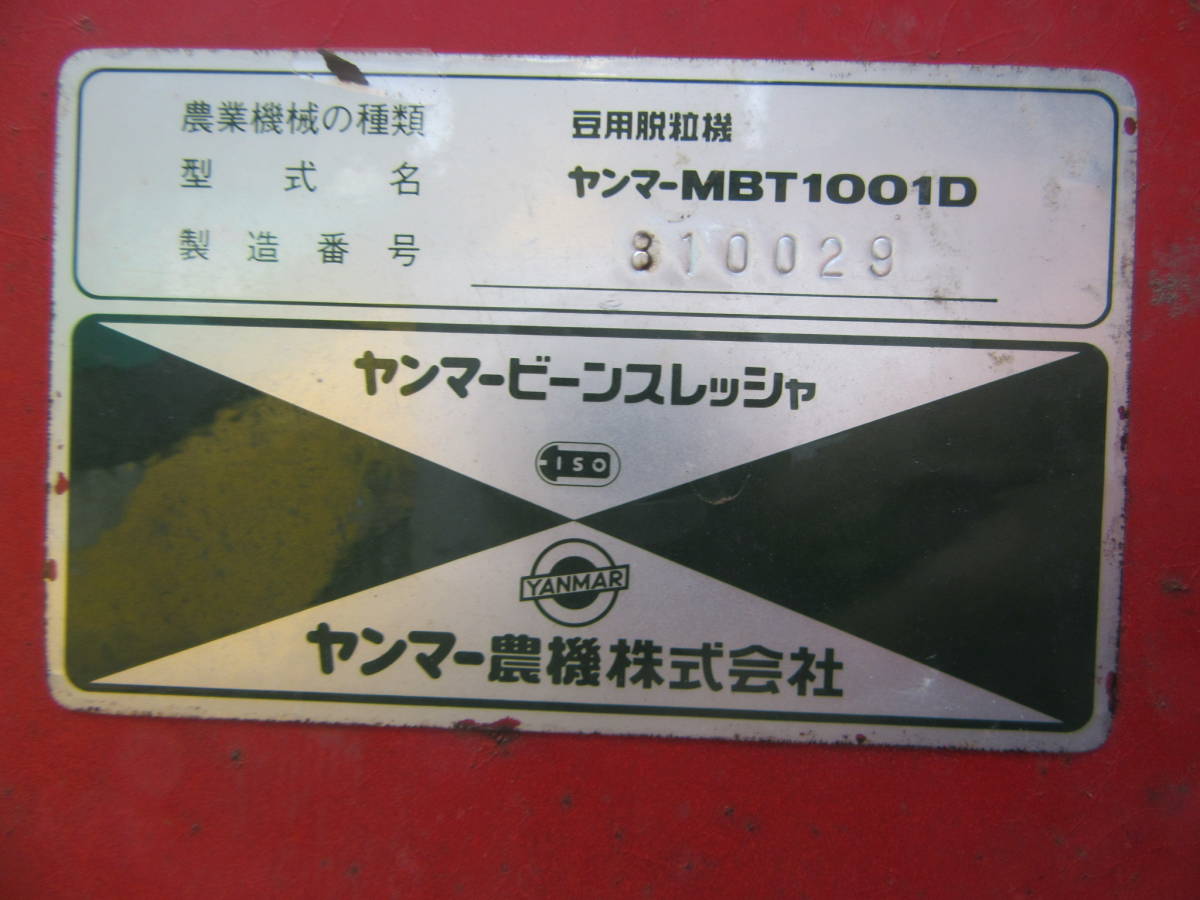 農業機械の種類 豆用脱粒機
型式名 ヤンマーMBT1001D
製造番号 810029
ヤンマービーンスレッシャ
ISO
YANMAR
ヤンマー農機株式会社